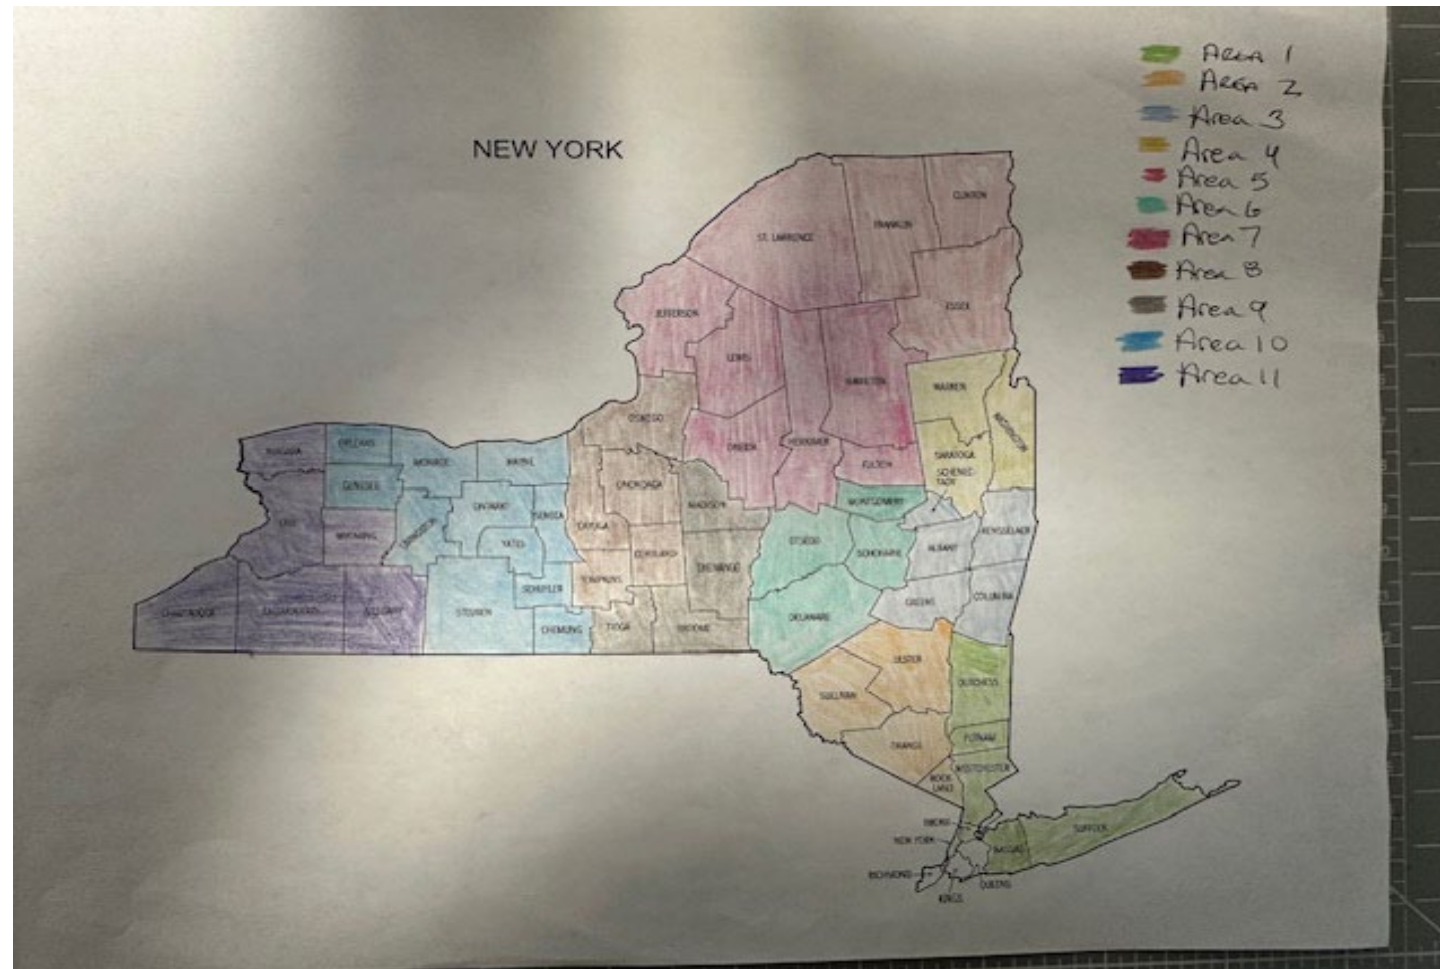 NEW YORK
Area 1
Area 2
Area 3
Area 4
Area 5
Area 6
Area 7
Area 8
Area 9
Area 10
Area 11
CLINTON
FRANKLIN
ST. LAWRENCE
ESSEX
JEFFERSON
LEWIS
HAMILTON
WARREN
WASHINGTON
OSWEGO
ONEIDA
HERKIMER
FULTON
SARATOGA
SCHENEC-
TADY
NIAGARA
ORLEANS
MONROE
WAYNE
GENESEE
ONONDAGA
MADISON
MONTGOMERY
ONTARIO
SENECA
CAYUGA
ERIE
WYOMING
LIVINGSTON
YATES
OTSEGO
SCHOHARIE
ALBANY
RENSSELAER
CORTLAND
CHENANGO
TOMPKINS
SCHUYLER
GREENE
COLUMBIA
CHAUTAUQUA
CATTARAUGUS
ALLEGANY
STEUBEN
CHEMUNG
TIOGA
BROOME
DELAWARE
ULSTER
SULLIVAN
DUTCHESS
ORANGE
PUTNAM
ROCK-
LAND
WESTCHESTER
BRONX
NEW YORK
NASSAU
SUFFOLK
RICHMOND
QUEENS
KINGS